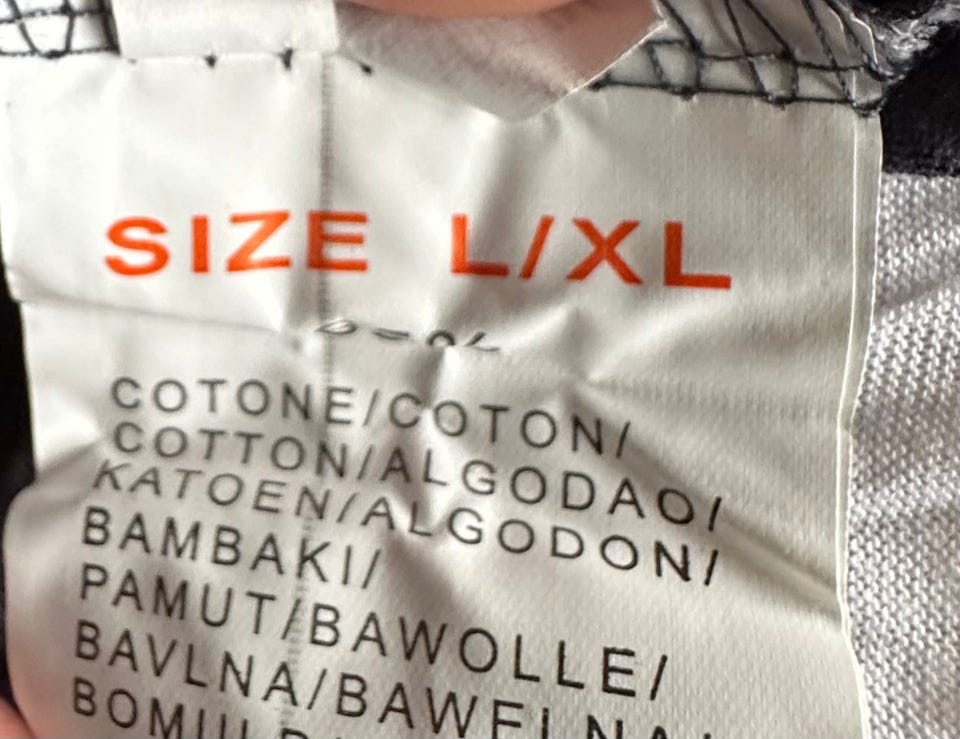 SIZE L/XL
COTONE/COTON/
COTTON/ALGODAO/
KATOEN/ALGODON/
BAMBAKI/
PAMUT/BAWOLLE/
BAVLNA/BAWELNA/